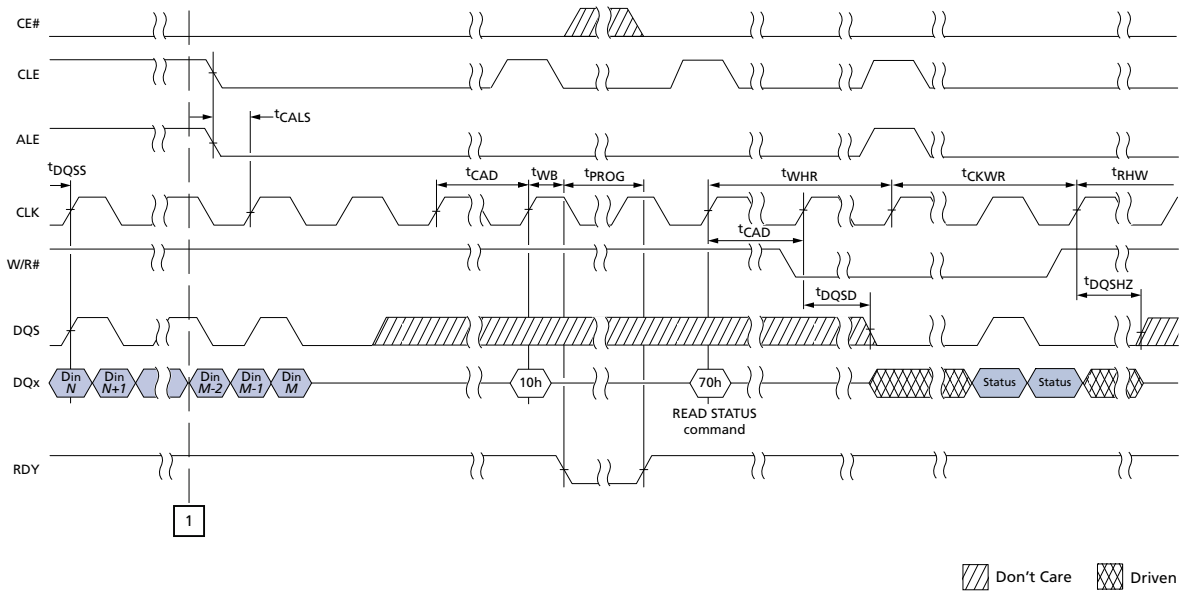 CE#
CLE
tCALS
ALE
tDQSS
tCAD
tWB
tPROG
tWHR
tCKWR
tRHW
CLK
tCAD
W/R#
tDQSD
tDQSHZ
DQS
DQx
Din
N
Din
N+1
Din
M-2
Din
M-1
Din
M
10h
70h
Status
Status
READ STATUS
command
RDY
1
Don't Care
Driven